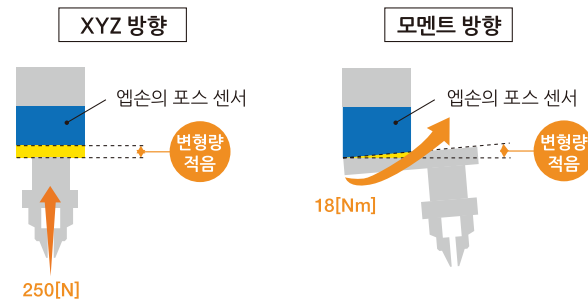 XYZ 방향
엡손의 포스 센서
변형량
적음
250[N]
모멘트 방향
엡손의 포스 센서
변형량
적음
18[Nm]